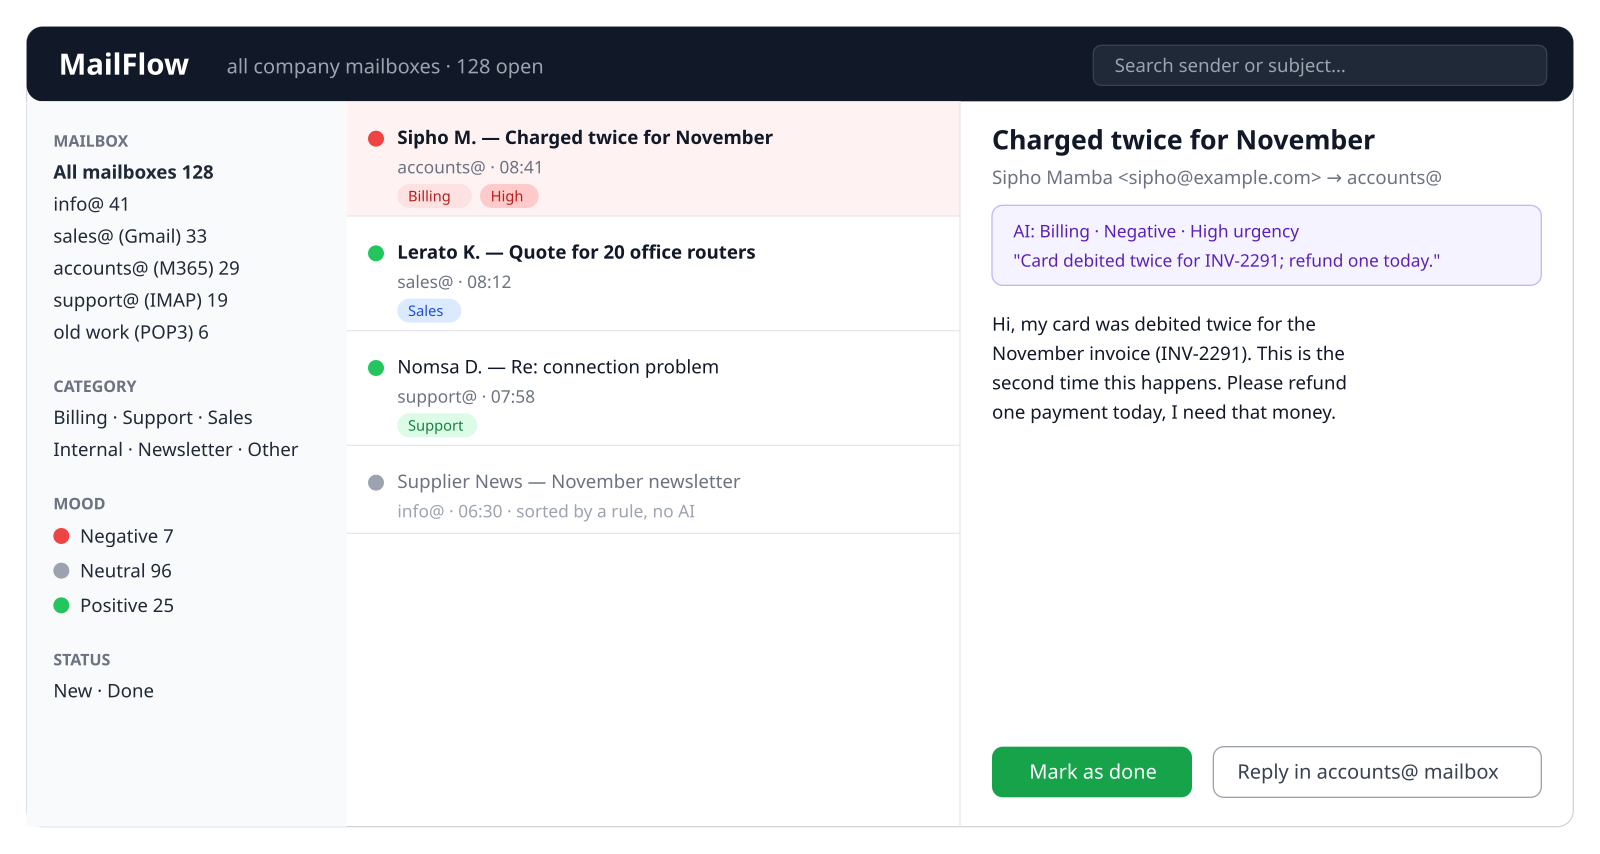 MailFlow
all company mailboxes · 128 open
Search sender or subject...
MAILBOX
All mailboxes 128
info@ 41
sales@ (Gmail) 33
accounts@ (M365) 29
support@ (IMAP) 19
old work (POP3) 6
CATEGORY
Billing · Support · Sales
Internal · Newsletter · Other
MOOD
Negative 7
Neutral 96
Positive 25
STATUS
New · Done
Sipho M. — Charged twice for November
accounts@ · 08:41
Billing
High
Lerato K. — Quote for 20 office routers
sales@ · 08:12
Sales
Nomsa D. — Re: connection problem
support@ · 07:58
Support
Supplier News — November newsletter
info@ · 06:30 · sorted by a rule, no AI
Charged twice for November
Sipho Mamba <sipho@example.com> → accounts@
AI: Billing · Negative · High urgency
"Card debited twice for INV-2291; refund one today."
Hi, my card was debited twice for the
November invoice (INV-2291). This is the
second time this happens. Please refund
one payment today, I need that money.
Mark as done
Reply in accounts@ mailbox